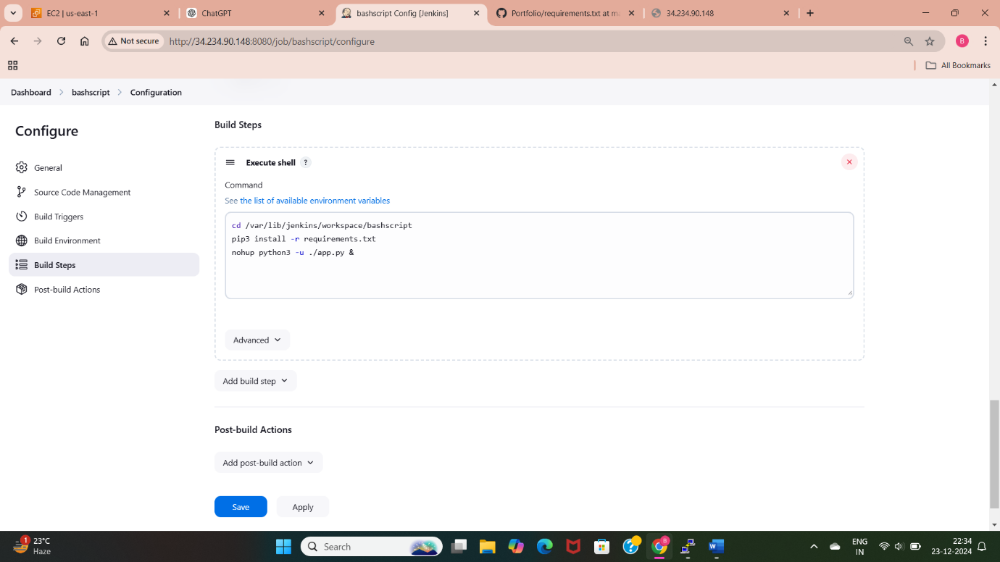 EC2 | us-east-1
ChatGPT
bashscript Config [Jenkins]
Portfolio/requirements.txt at ma
34.234.90.148
Not secure
http://34.234.90.148:8080/job/bashscript/configure
B
All Bookmarks
Dashboard
bashscript
Configuration
Configure
General
Source Code Management
Build Triggers
Build Environment
Build Steps
Post-build Actions
Build Steps
Execute shell ?
Command
See the list of available environment variables
cd /var/lib/jenkins/workspace/bashscript
pip3 install -r requirements.txt
nohup python3 -u ./app.py &
Advanced
Add build step
Post-build Actions
Add post-build action
Save
Apply
1
23°C
Haze
Search
B
ENG
IN
22:34
23-12-2024